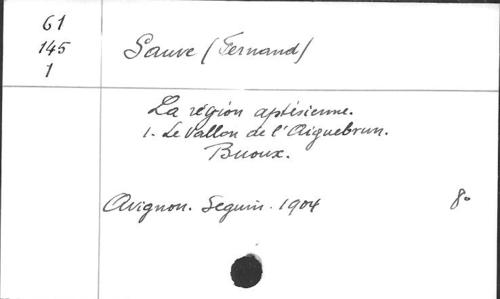 61
145
1
Sauve (Fernand)
La région aptésienne.
1. Le Vallon de l'Aiguebrun.
Buoux.
Avignon. Seguin. 1904 8°